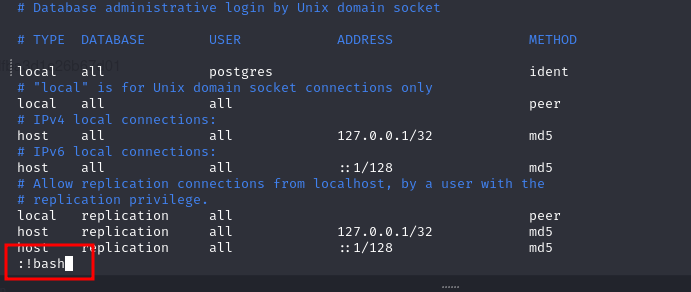 # Database administrative login by Unix domain socket
# TYPE  DATABASE        USER            ADDRESS                 METHOD
local   all             postgres                                ident
# "local" is for Unix domain socket connections only
local   all             all                                     peer
# IPv4 local connections:
host    all             all             127.0.0.1/32            md5
# IPv6 local connections:
host    all             all             ::1/128                 md5
# Allow replication connections from localhost, by a user with the
# replication privilege.
local   replication     all                                     peer
host    replication     all             127.0.0.1/32            md5
host    replication     all             ::1/128                 md5
:!bash